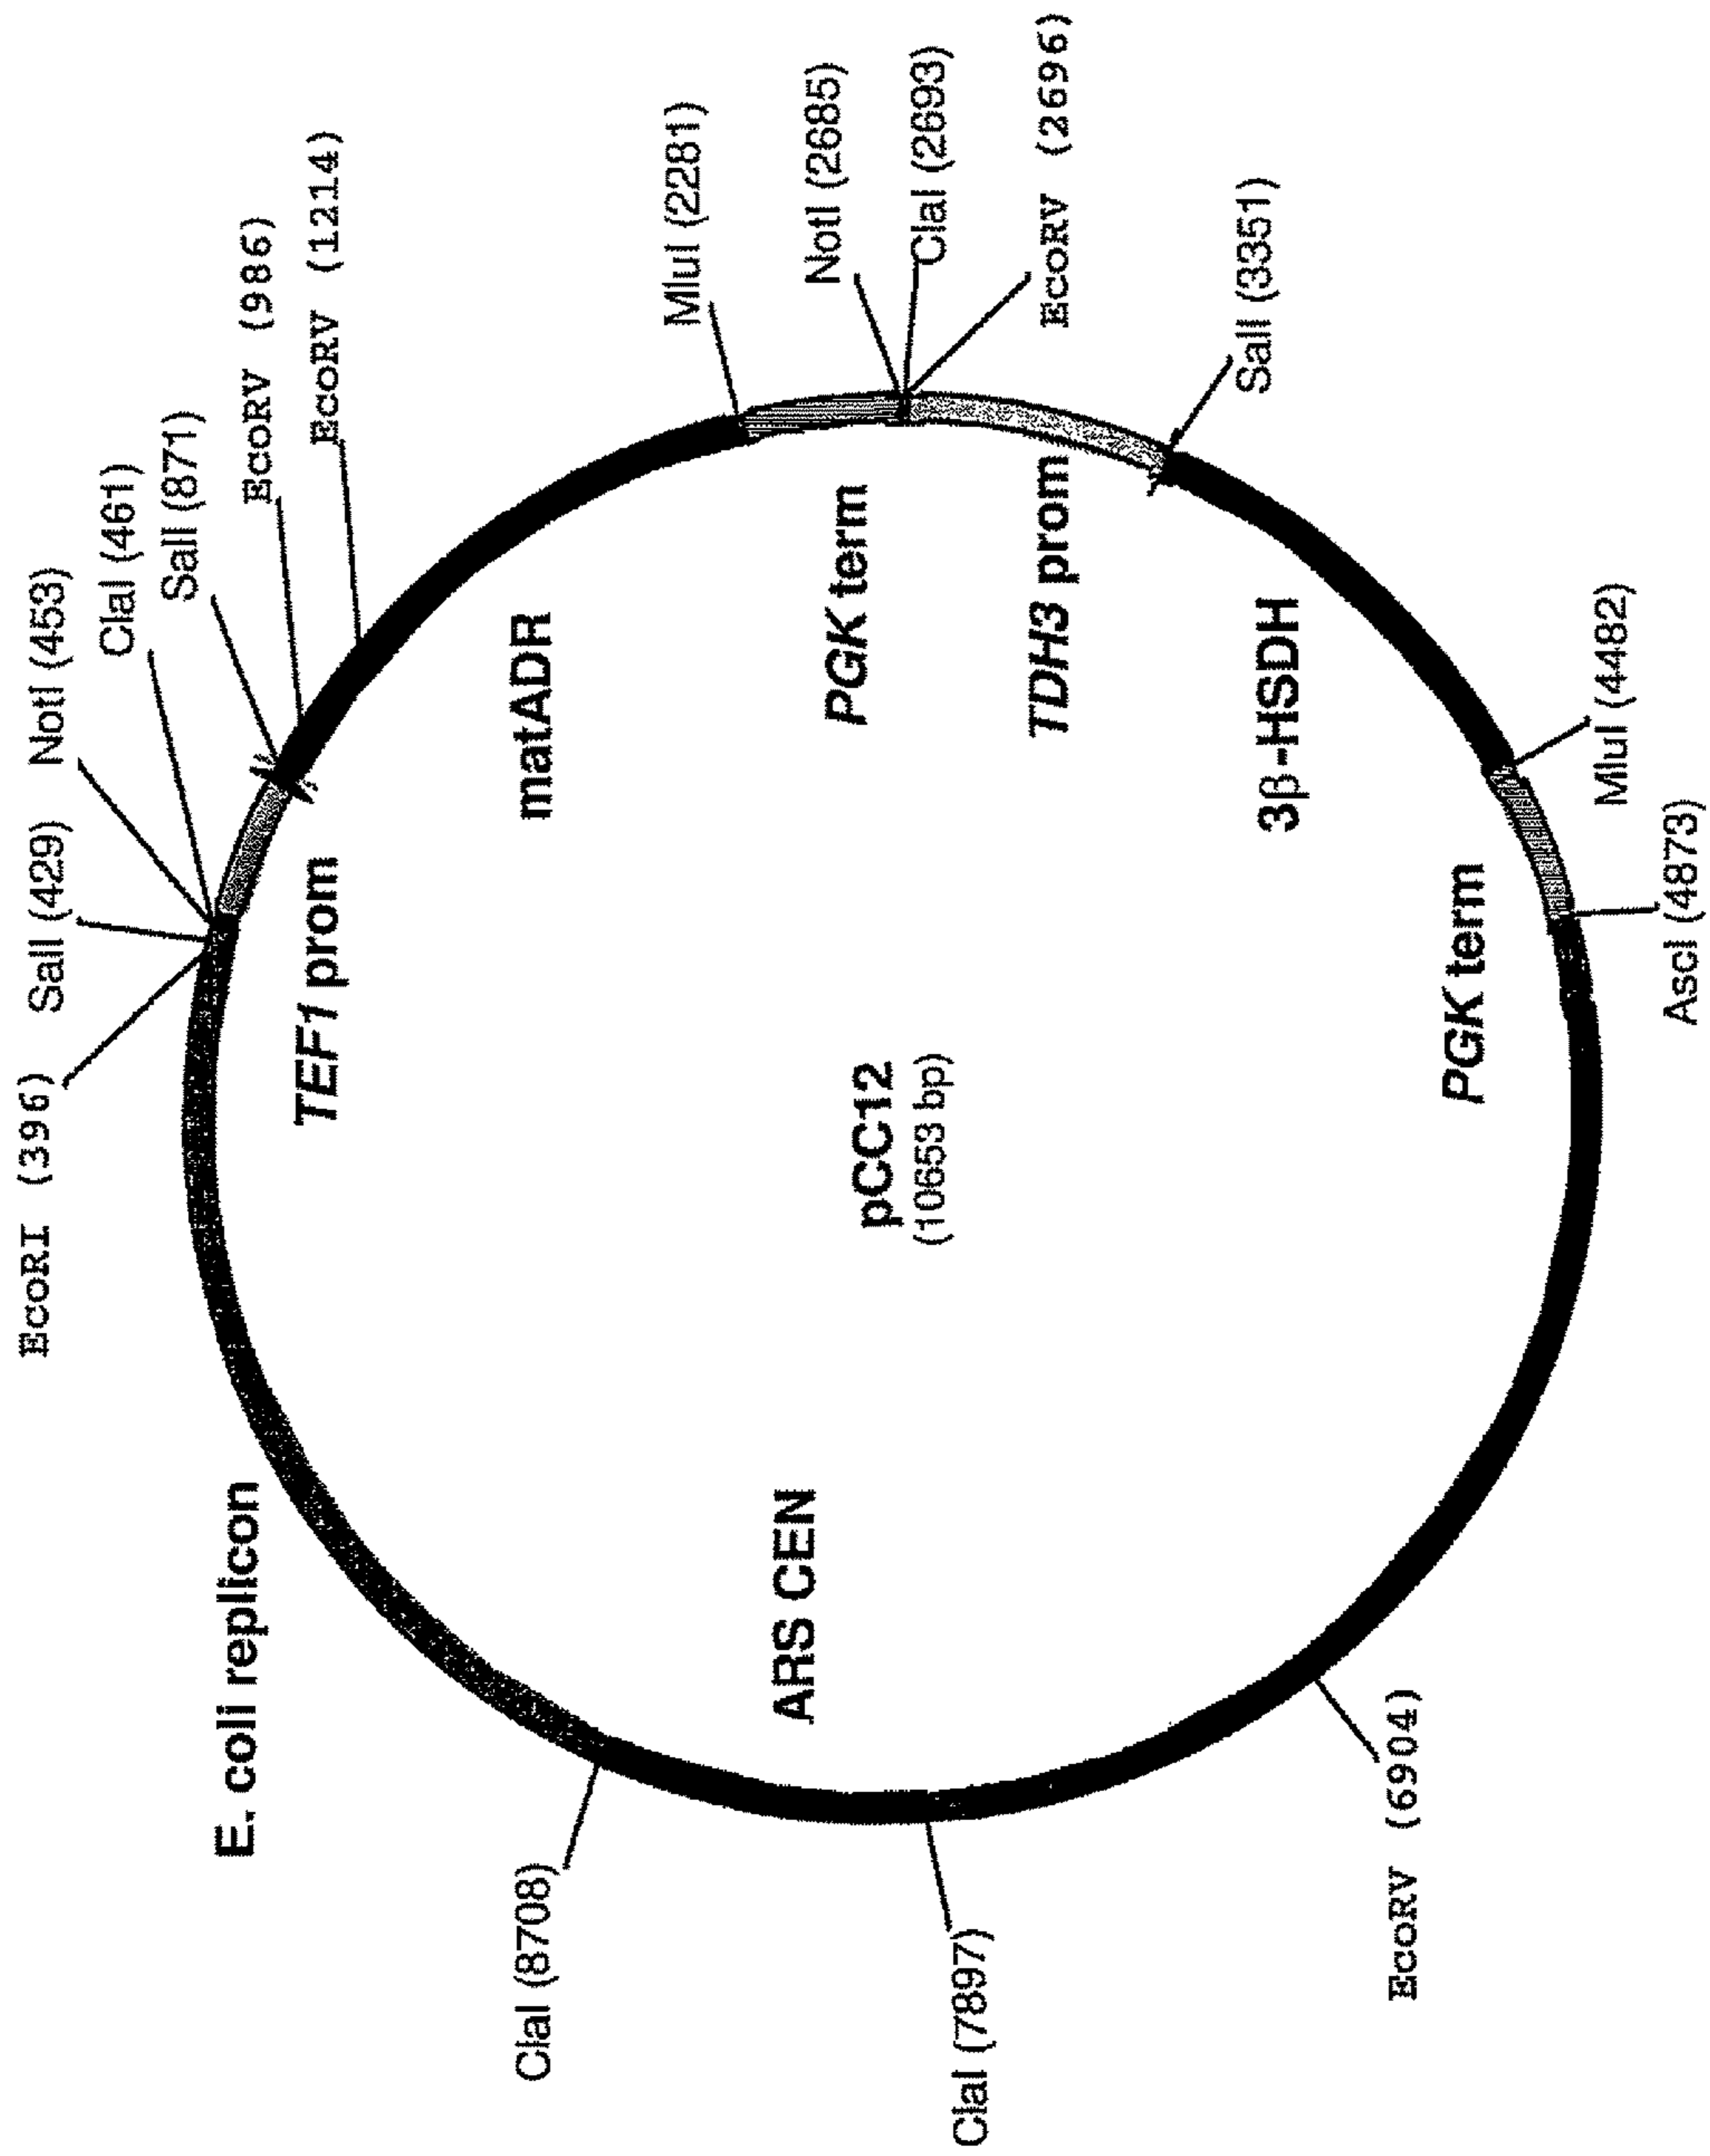 EcoRI (396)
SalI (429)
NotI (453)
ClaI (461)
SalI (871)
EcoRV (986)
EcoRV (1214)
MluI (2281)
NotI (2685)
ClaI (2693)
EcoRV (2696)
SalI (3351)
MluI (4482)
AscI (4873)
EcoRV (6904)
ClaI (7897)
ClaI (8708)
E. coli replicon
TEF1 prom
matADR
PGK term
TDH3 prom
3β-HSDH
PGK term
ARS CEN
pCC12
(10653 bp)